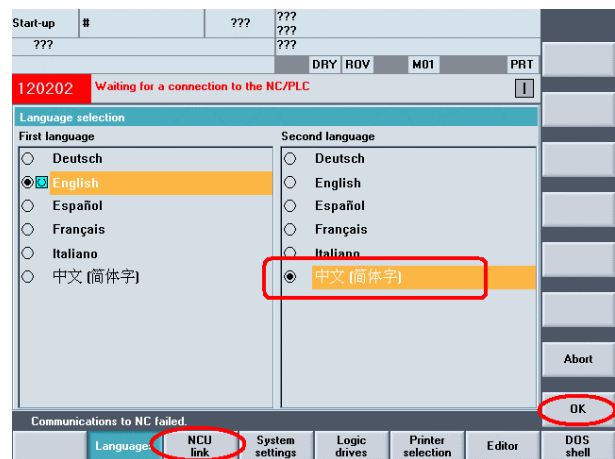 Start-up # ??? ???
???
??? ???
DRY ROV M01 PRT
120202 Waiting for a connection to the NC/PLC I
Language selection
First language Second language
Deutsch Deutsch
English English
Español Español
Français Français
Italiano Italiano
中文 (简体字) 中文 (简体字)
Abort
OK
Communications to NC failed.
Languages NCU link System settings Logic drives Printer selection Editor DOS shell